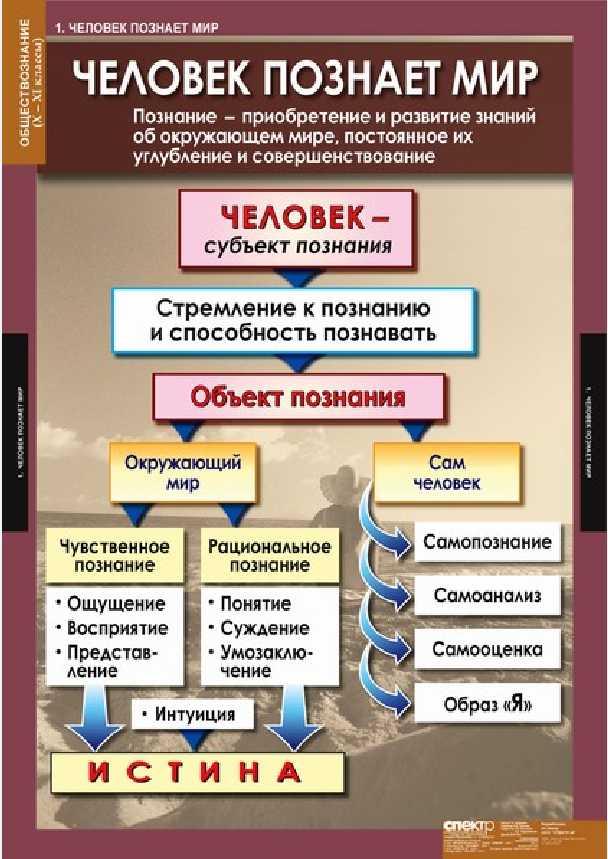 ОБЩЕСТВОЗНАНИЕ
(X – XI классы)
1. ЧЕЛОВЕК ПОЗНАЕТ МИР
ЧЕЛОВЕК ПОЗНАЕТ МИР
Познание – приобретение и развитие знаний
об окружающем мире, постоянное их
углубление и совершенствование
ЧЕЛОВЕК –
субъект познания
Стремление к познанию
и способность познавать
Объект познания
Окружающий
мир
Сам
человек
Чувственное
познание
Рациональное
познание
• Ощущение
• Восприятие
• Представ-
ление
• Понятие
• Суждение
• Умозаклю-
чение
Самопознание
Самоанализ
Самооценка
Образ «Я»
• Интуиция
ИСТИНА
1. ЧЕЛОВЕК ПОЗНАЕТ МИР
1. ЧЕЛОВЕК ПОЗНАЕТ МИР
спектр